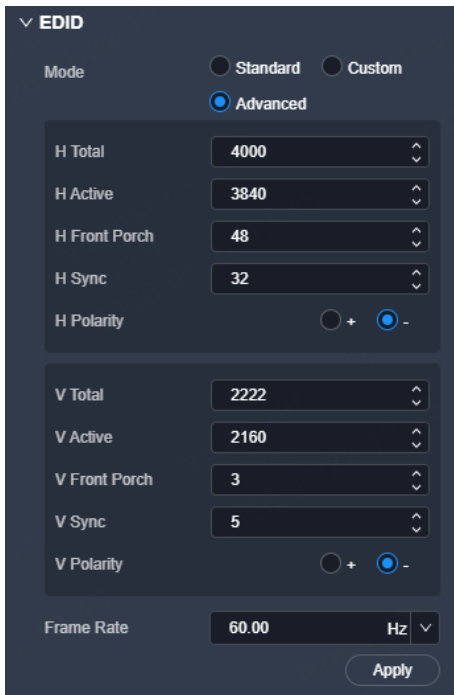 EDID
Mode
Standard Custom
Advanced
H Total 4000
H Active 3840
H Front Porch 48
H Sync 32
H Polarity + -
V Total 2222
V Active 2160
V Front Porch 3
V Sync 5
V Polarity + -
Frame Rate 60.00 Hz
Apply